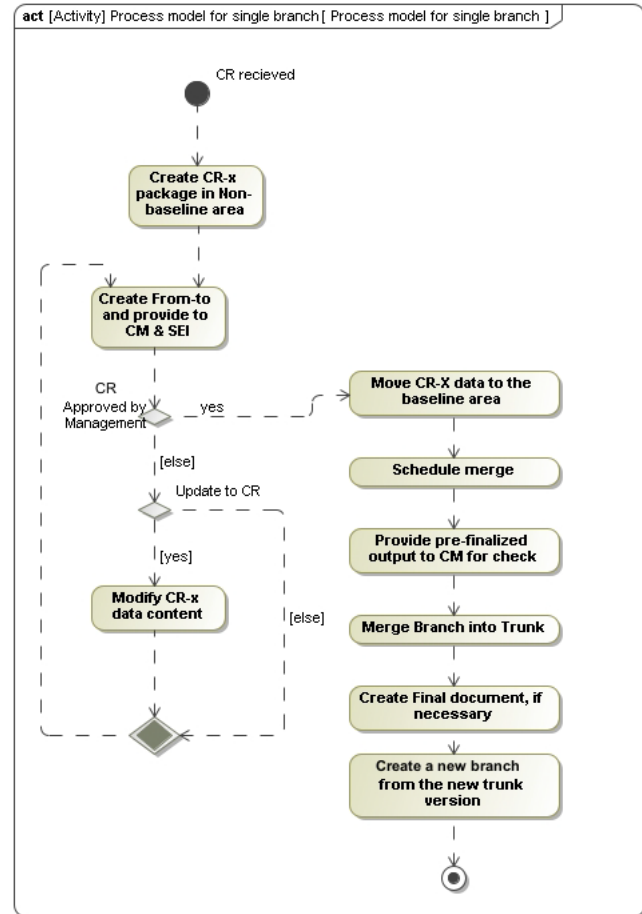 act [Activity] Process model for single branch [ Process model for single branch ]
CR recieved
Create CR-x
package in Non-
baseline area
Create From-to
and provide to
CM & SEI
CR
Approved by
Management
yes
[else]
Update to CR
[yes]
[else]
Modify CR-x
data content
Move CR-X data to the
baseline area
Schedule merge
Provide pre-finalized
output to CM for check
Merge Branch into Trunk
Create Final document, if
necessary
Create a new branch
from the new trunk
version